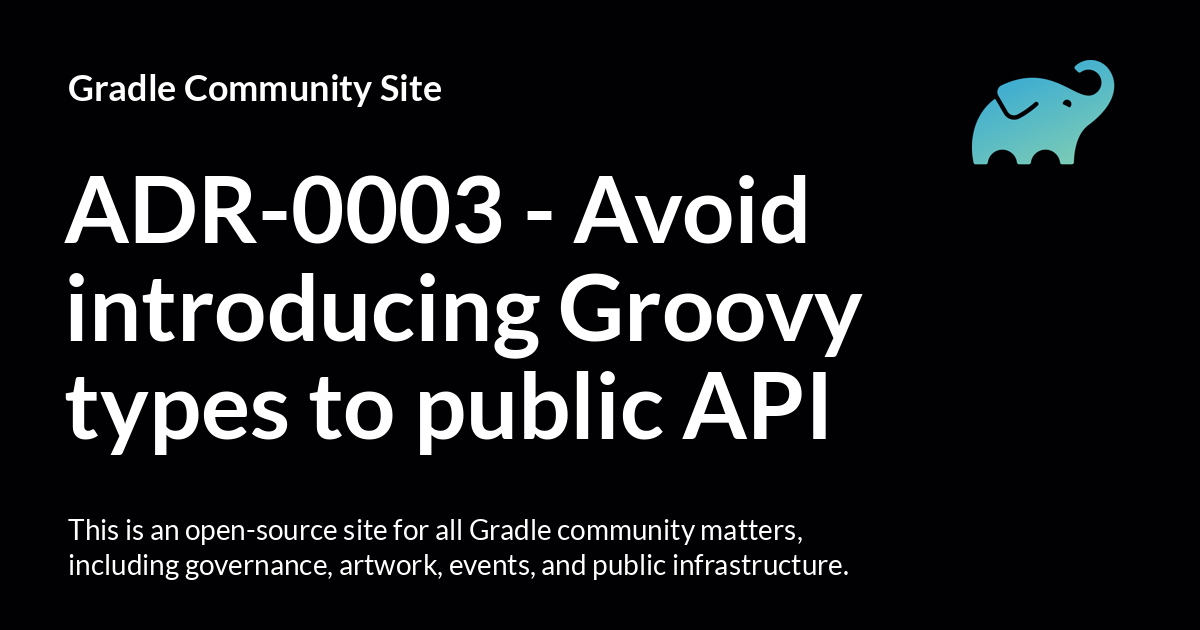 Gradle Community Site
ADR-0003 - Avoid
introducing Groovy
types to public API
This is an open-source site for all Gradle community matters,
including governance, artwork, events, and public infrastructure.